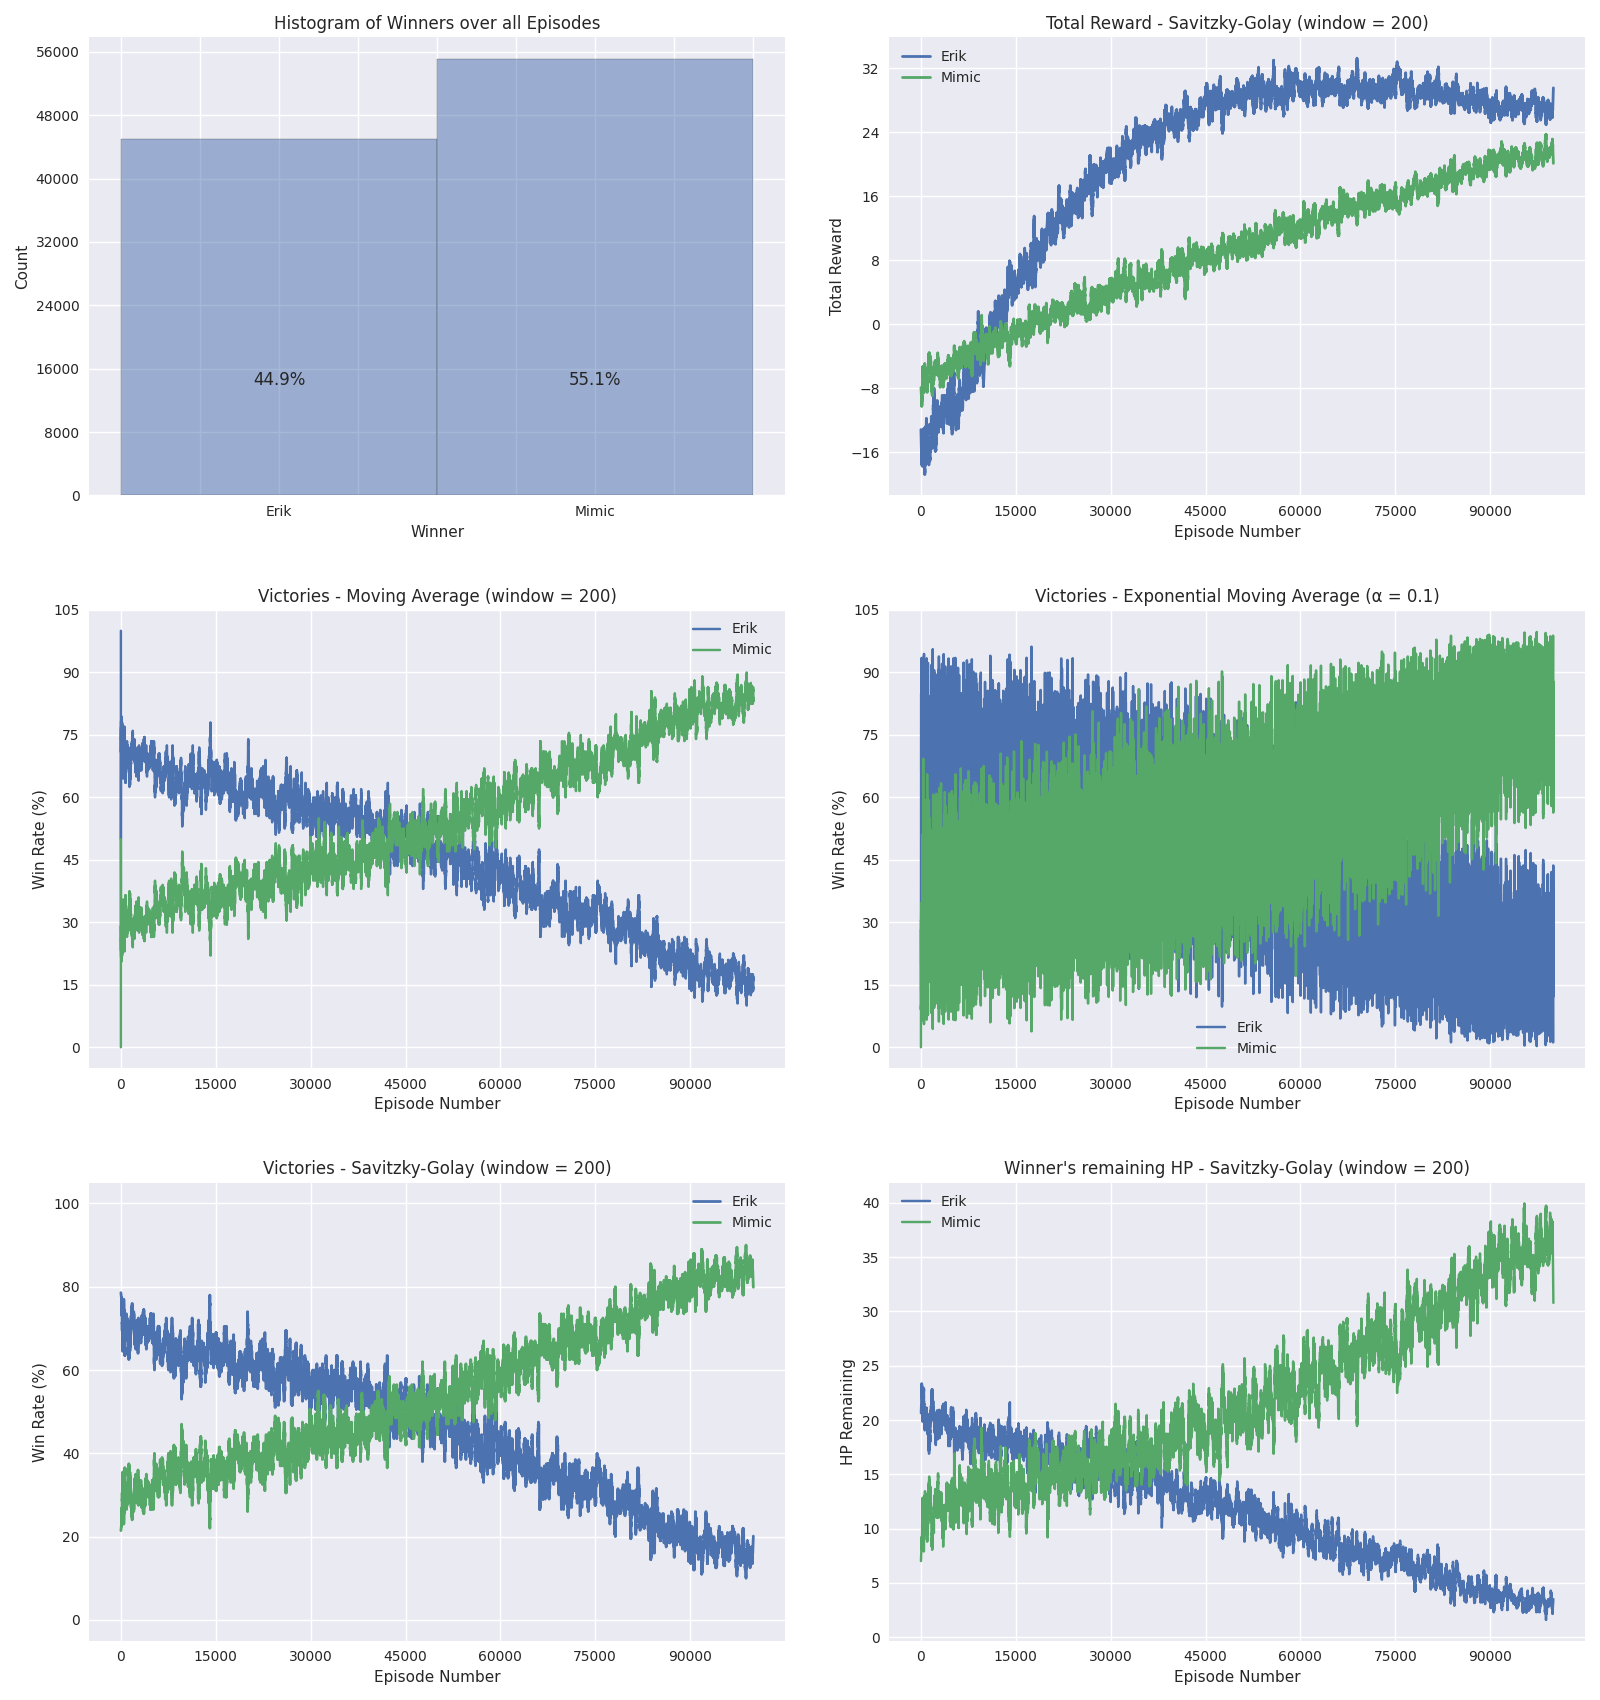 Histogram of Winners over all Episodes
56000
48000
40000
32000
24000
16000
8000
0
Count
44.9%
55.1%
Erik Mimic
Winner
Total Reward - Savitzky-Golay (window = 200)
Erik
Mimic
32
24
16
8
0
−8
−16
Total Reward
0 15000 30000 45000 60000 75000 90000
Episode Number
Victories - Moving Average (window = 200)
Erik
Mimic
105
90
75
60
45
30
15
0
Win Rate (%)
0 15000 30000 45000 60000 75000 90000
Episode Number
Victories - Exponential Moving Average (α = 0.1)
105
90
75
60
45
30
15
0
Win Rate (%)
Erik
Mimic
0 15000 30000 45000 60000 75000 90000
Episode Number
Victories - Savitzky-Golay (window = 200)
Erik
Mimic
100
80
60
40
20
0
Win Rate (%)
0 15000 30000 45000 60000 75000 90000
Episode Number
Winner's remaining HP - Savitzky-Golay (window = 200)
Erik
Mimic
40
35
30
25
20
15
10
5
0
HP Remaining
0 15000 30000 45000 60000 75000 90000
Episode Number